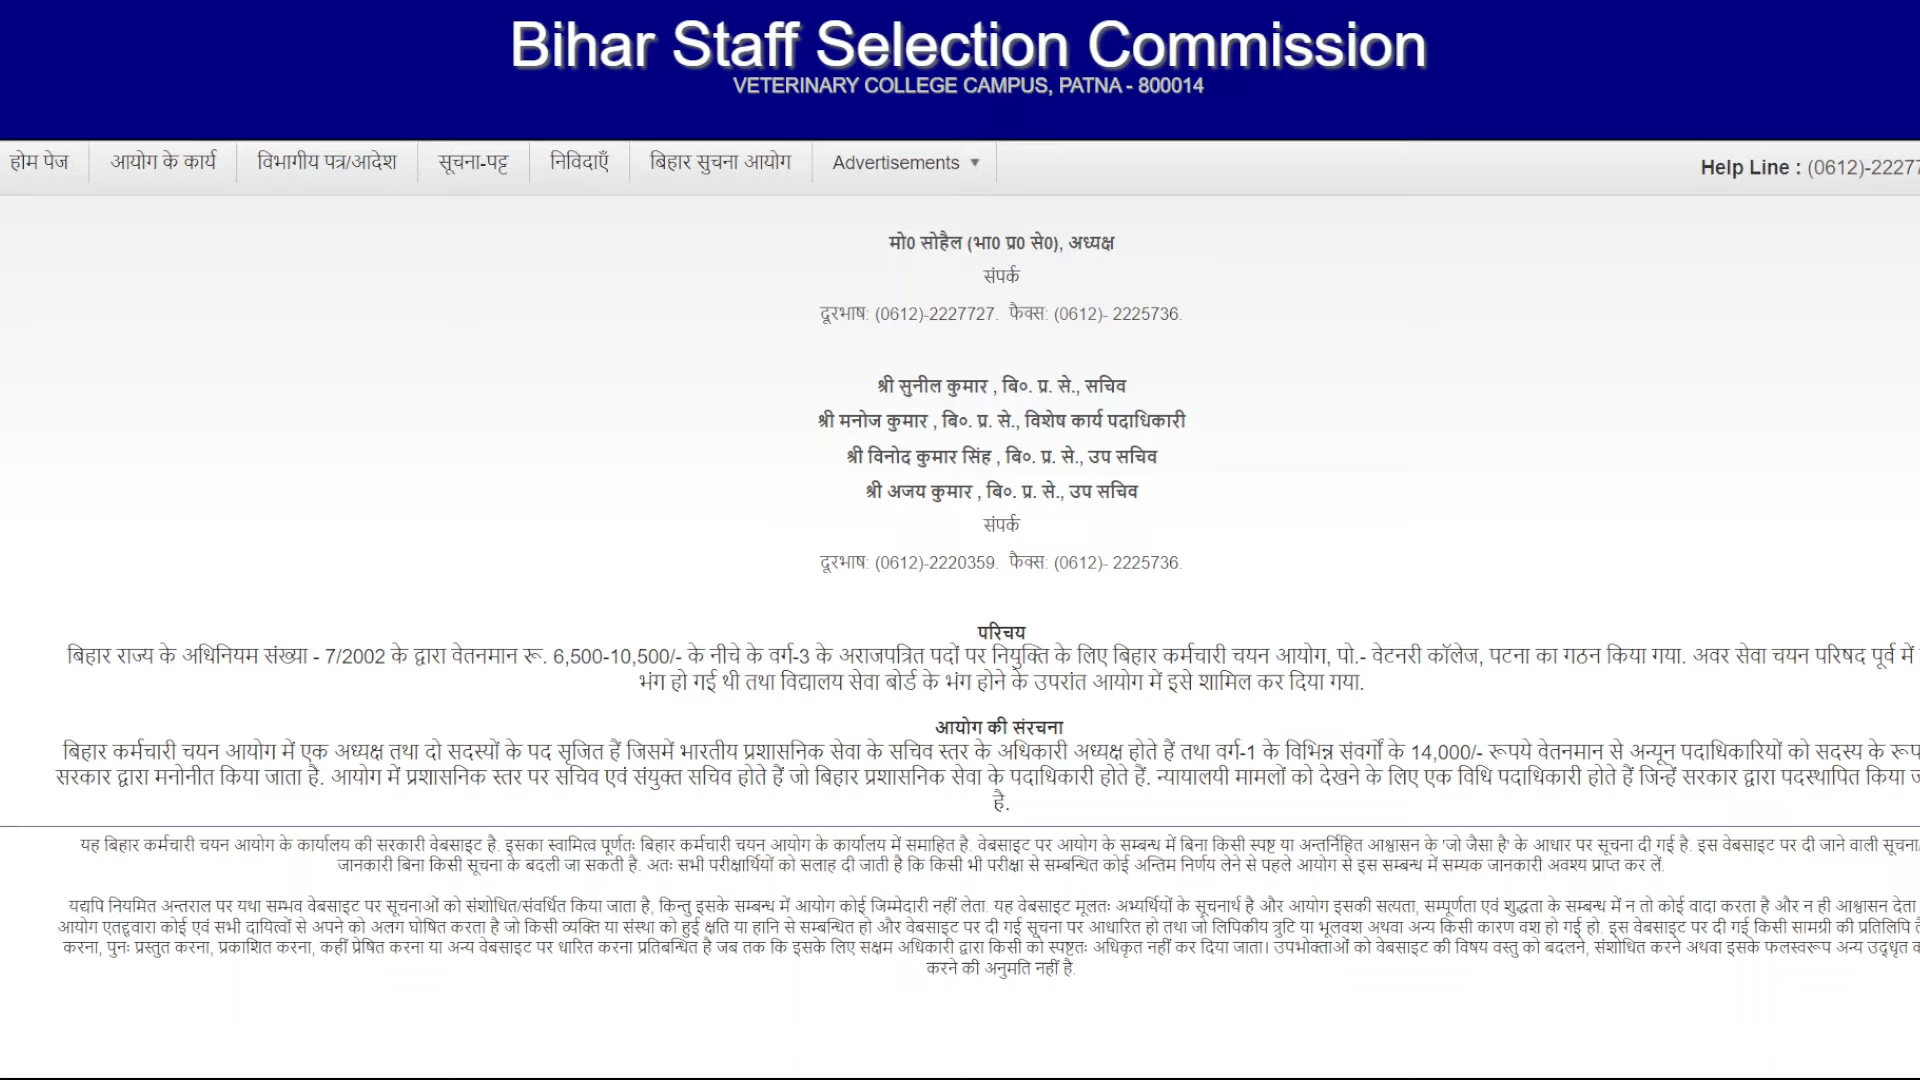 Bihar Staff Selection Commission
VETERINARY COLLEGE CAMPUS, PATNA - 800014
होम पेज आयोग के कार्य विभागीय पत्र/आदेश सूचना-पट्ट निविदाएँ बिहार सुचना आयोग Advertisements ▼ Help Line : (0612)-2227
मो0 सोहैल (भा0 प्र0 से0), अध्यक्ष
संपर्क
दूरभाष: (0612)-2227727. फैक्स: (0612)- 2225736.
श्री सुनील कुमार , बि०. प्र. से., सचिव
श्री मनोज कुमार , बि०. प्र. से., विशेष कार्य पदाधिकारी
श्री विनोद कुमार सिंह , बि०. प्र. से., उप सचिव
श्री अजय कुमार , बि०. प्र. से., उप सचिव
संपर्क
दूरभाष: (0612)-2220359. फैक्स: (0612)- 2225736.
परिचय
बिहार राज्य के अधिनियम संख्या - 7/2002 के द्वारा वेतनमान रू. 6,500-10,500/- के नीचे के वर्ग-3 के अराजपत्रित पदों पर नियुक्ति के लिए बिहार कर्मचारी चयन आयोग, पो.- वेटनरी कॉलेज, पटना का गठन किया गया. अवर सेवा चयन परिषद पूर्व में
भंग हो गई थी तथा विद्यालय सेवा बोर्ड के भंग होने के उपरांत आयोग में इसे शामिल कर दिया गया.
आयोग की संरचना
बिहार कर्मचारी चयन आयोग में एक अध्यक्ष तथा दो सदस्यों के पद सृजित हैं जिसमें भारतीय प्रशासनिक सेवा के सचिव स्तर के अधिकारी अध्यक्ष होते हैं तथा वर्ग-1 के विभिन्न संवर्गों के 14,000/- रूपये वेतनमान से अन्यून पदाधिकारियों को सदस्य के रूप
सरकार द्वारा मनोनीत किया जाता है. आयोग में प्रशासनिक स्तर पर सचिव एवं संयुक्त सचिव होते हैं जो बिहार प्रशासनिक सेवा के पदाधिकारी होते हैं. न्यायालयी मामलों को देखने के लिए एक विधि पदाधिकारी होते हैं जिन्हें सरकार द्वारा पदस्थापित किया
है.
यह बिहार कर्मचारी चयन आयोग के कार्यालय की सरकारी वेबसाइट है. इसका स्वामित्व पूर्णतः बिहार कर्मचारी चयन आयोग के कार्यालय में समाहित है. वेबसाइट पर आयोग के सम्बन्ध में बिना किसी स्पष्ट या अन्तर्निहित आश्वासन के 'जो जैसा है' के आधार पर सूचना दी गई है. इस वेबसाइट पर दी जाने वाली सूचना
जानकारी बिना किसी सूचना के बदली जा सकती है. अतः सभी परीक्षार्थियों को सलाह दी जाती है कि किसी भी परीक्षा से सम्बन्धित कोई अन्तिम निर्णय लेने से पहले आयोग से इस सम्बन्ध में सम्यक जानकारी अवश्य प्राप्त कर लें.
यद्यपि नियमित अन्तराल पर यथा सम्भव वेबसाइट पर सूचनाओं को संशोधित/संवर्धित किया जाता है, किन्तु इसके सम्बन्ध में आयोग कोई जिम्मेदारी नहीं लेता. यह वेबसाइट मूलतः अभ्यर्थियों के सूचनार्थ है और आयोग इसकी सत्यता, सम्पूर्णता एवं शुद्धता के सम्बन्ध में न तो कोई वादा करता है और न ही आश्वासन देता
आयोग एतद्द्वारा कोई एवं सभी दायित्वों से अपने को अलग घोषित करता है जो किसी व्यक्ति या संस्था को हुई क्षति या हानि से सम्बन्धित हो और वेबसाइट पर दी गई सूचना पर आधारित हो तथा जो लिपिकीय त्रुटि या भूलवश अथवा अन्य किसी कारण वश हो गई हो. इस वेबसाइट पर दी गई किसी सामग्री की प्रतिलिपि
करना, पुनः प्रस्तुत करना, प्रकाशित करना, कहीं प्रेषित करना या अन्य वेबसाइट पर धारित करना प्रतिबन्धित है जब तक कि इसके लिए सक्षम अधिकारी द्वारा किसी को स्पष्टतः अधिकृत नहीं कर दिया जाता। उपभोक्ताओं को वेबसाइट की विषय वस्तु को बदलने, संशोधित करने अथवा इसके फलस्वरूप अन्य उद्धृत
करने की अनुमति नहीं है.